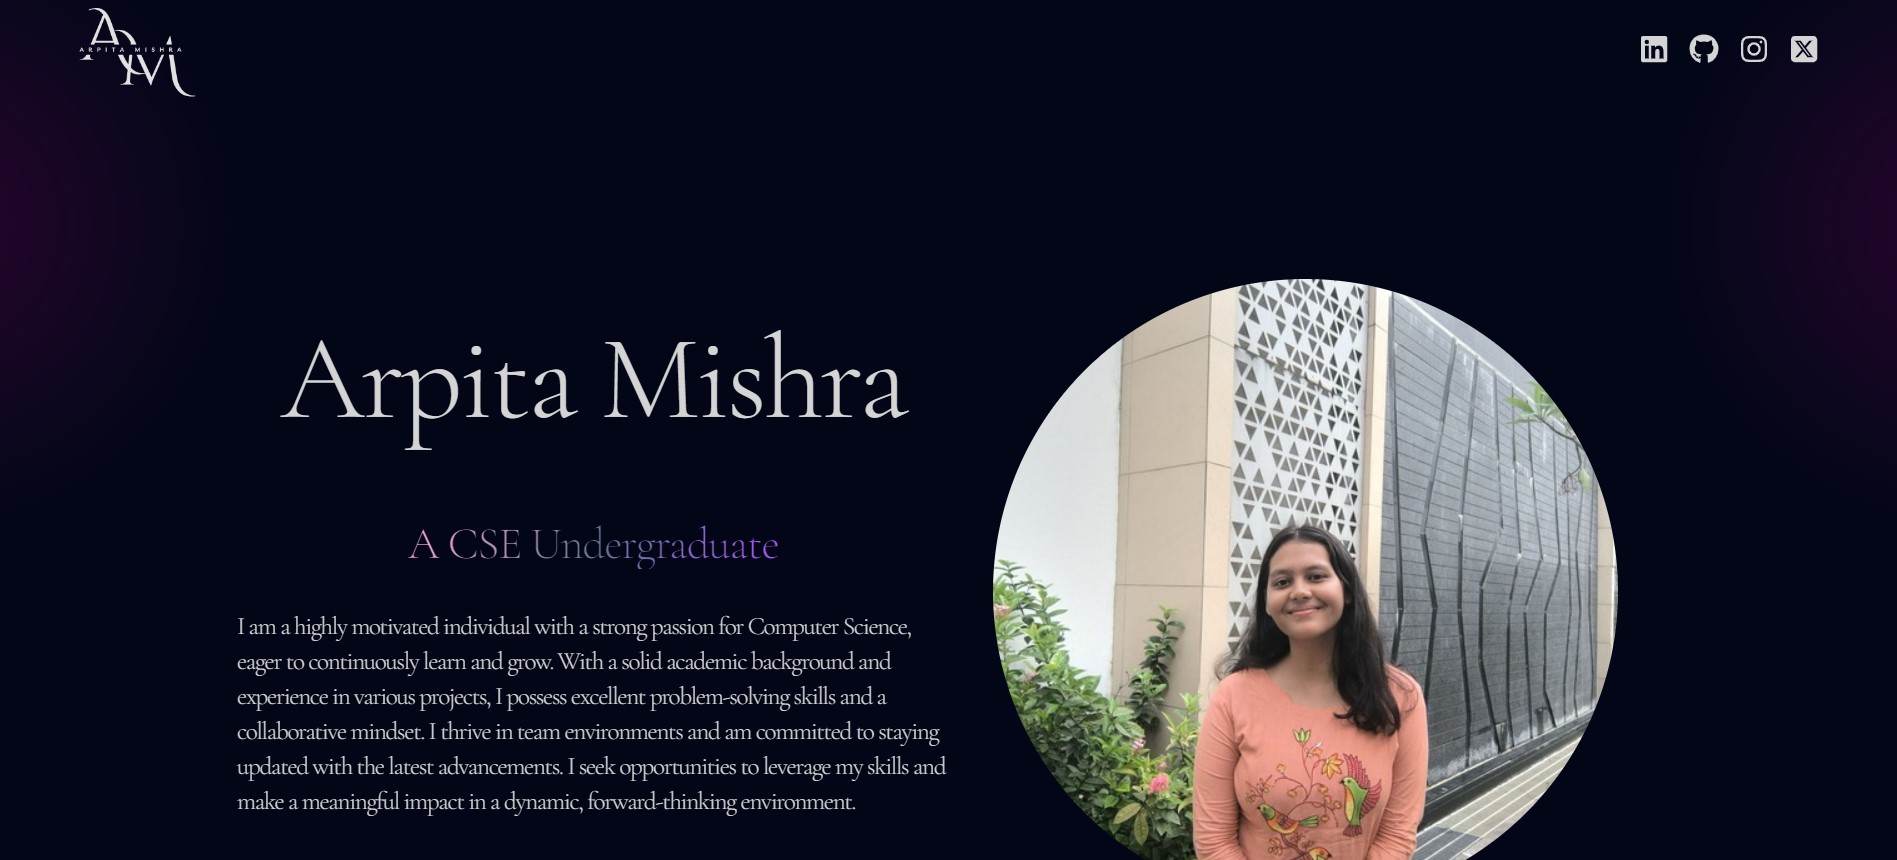 ARPITA MISHRA
AM
in
X
Arpita Mishra
A CSE Undergraduate
I am a highly motivated individual with a strong passion for Computer Science,
eager to continuously learn and grow. With a solid academic background and
experience in various projects, I possess excellent problem-solving skills and a
collaborative mindset. I thrive in team environments and am committed to staying
updated with the latest advancements. I seek opportunities to leverage my skills and
make a meaningful impact in a dynamic, forward-thinking environment.